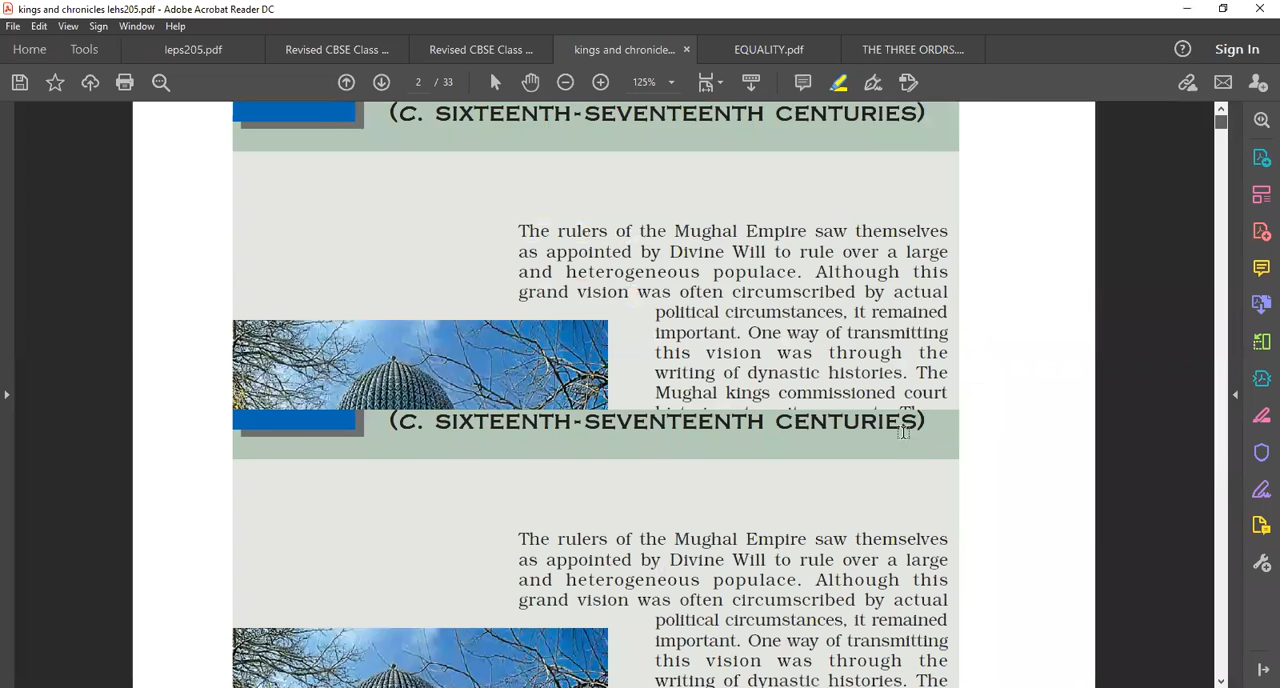 kings and chronicles lehs205.pdf - Adobe Acrobat Reader DC
File Edit View Sign Window Help
Home Tools leps205.pdf Revised CBSE Class ... Revised CBSE Class ... kings and chronicle... × EQUALITY.pdf THE THREE ORDRS.... Sign In
2 / 33 125%
(C. SIXTEENTH-SEVENTEENTH CENTURIES)
The rulers of the Mughal Empire saw themselves
as appointed by Divine Will to rule over a large
and heterogeneous populace. Although this
grand vision was often circumscribed by actual
political circumstances, it remained
important. One way of transmitting
this vision was through the
writing of dynastic histories. The
Mughal kings commissioned court
(C. SIXTEENTH-SEVENTEENTH CENTURIES)
The rulers of the Mughal Empire saw themselves
as appointed by Divine Will to rule over a large
and heterogeneous populace. Although this
grand vision was often circumscribed by actual
political circumstances, it remained
important. One way of transmitting
this vision was through the
writing of dynastic histories. The